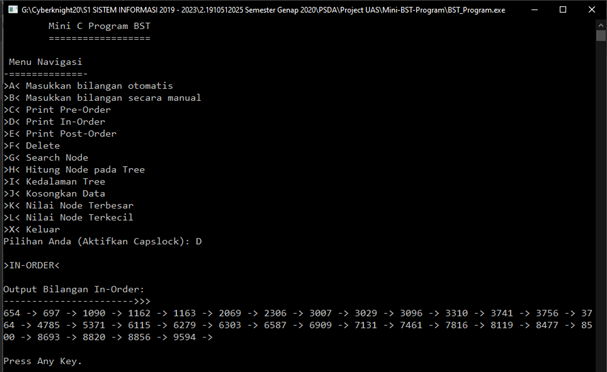 G:\Cyberknight20\S1 SISTEM INFORMASI 2019 - 2023\2.1910512025 Semester Genap 2020\PSDA\Project UAS\Mini-BST-Program\BST_Program.exe
Mini C Program BST
==================
Menu Navigasi
-=============-
>A< Masukkan bilangan otomatis
>B< Masukkan bilangan secara manual
>C< Print Pre-Order
>D< Print In-Order
>E< Print Post-Order
>F< Delete
>G< Search Node
>H< Hitung Node pada Tree
>I< Kedalaman Tree
>J< Kosongkan Data
>K< Nilai Node Terbesar
>L< Nilai Node Terkecil
>X< Keluar
Pilihan Anda (Aktifkan Capslock): D
>IN-ORDER<
Output Bilangan In-Order:
----------------------->>>
654 -> 697 -> 1090 -> 1162 -> 1163 -> 2069 -> 2306 -> 3007 -> 3029 -> 3096 -> 3310 -> 3741 -> 3756 -> 37
64 -> 4785 -> 5371 -> 6115 -> 6279 -> 6303 -> 6587 -> 6909 -> 7131 -> 7461 -> 7816 -> 8119 -> 8477 -> 85
00 -> 8693 -> 8820 -> 8856 -> 9594 ->
Press Any Key.